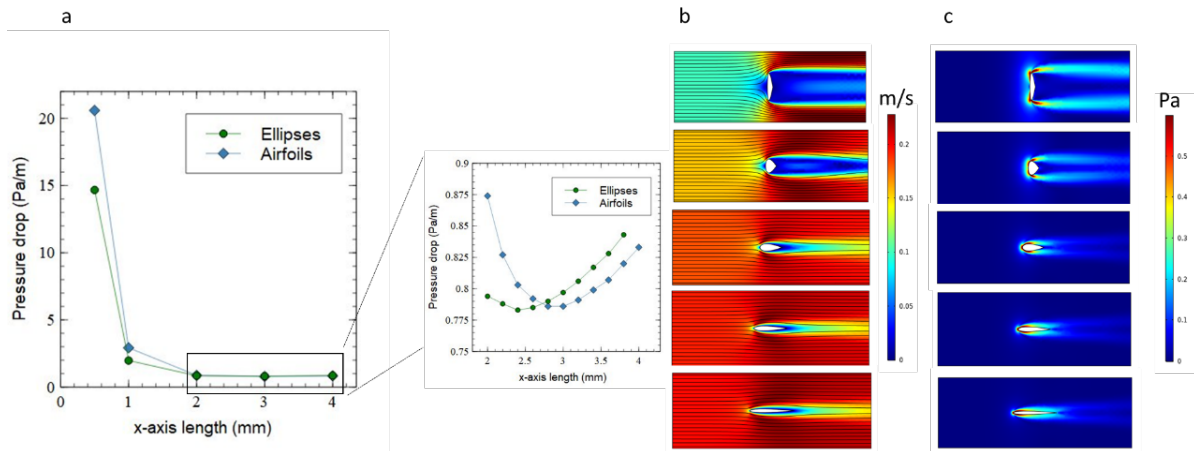 a
Pressure drop (Pa/m)
20
15
10
5
0
Ellipses
Airfoils
0 1 2 3 4
x-axis length (mm)
Pressure drop (Pa/m)
0.9
0.875
0.85
0.825
0.8
0.775
0.75
Ellipses
Airfoils
2 2.5 3 3.5 4
x-axis length (mm)
b
m/s
0.2
0.15
0.1
0.05
0
c
Pa
0.5
0.4
0.3
0.2
0.1
0